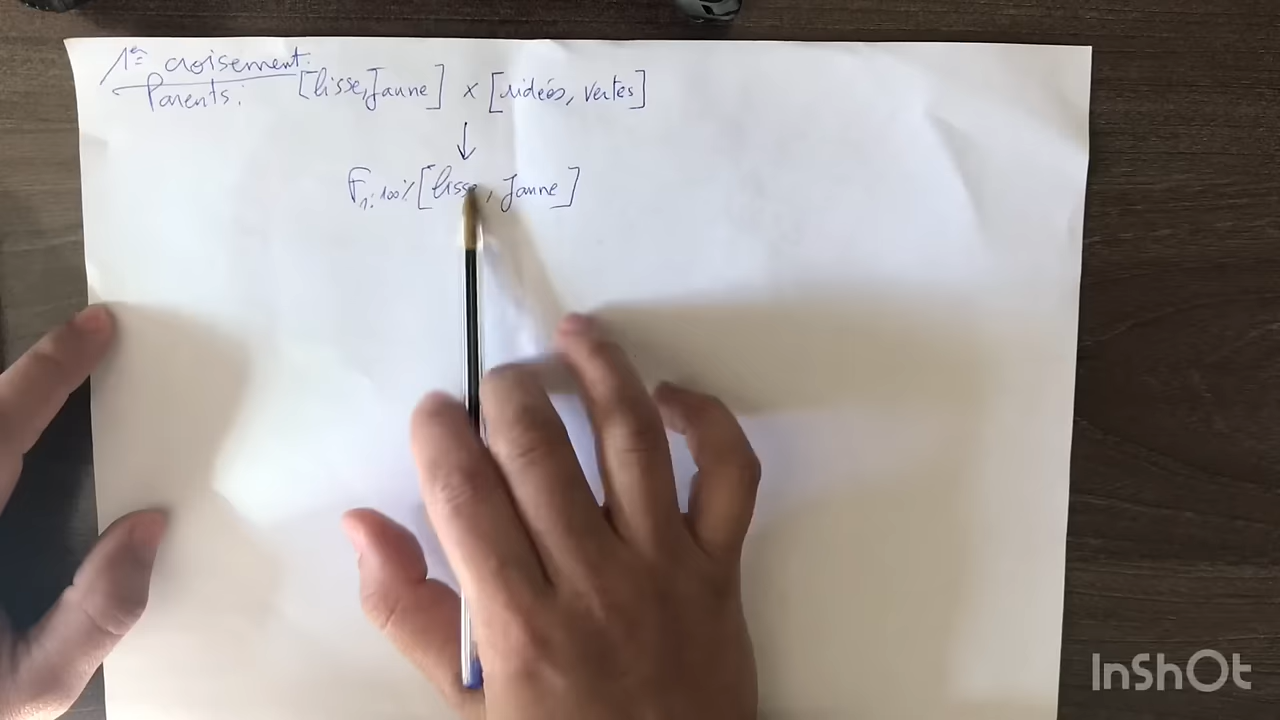 1er croisement:
Parents: [lisse, Jaune] × [ridées, vertes]
↓
F1: 100% [lisse, Jaune]
InShOt